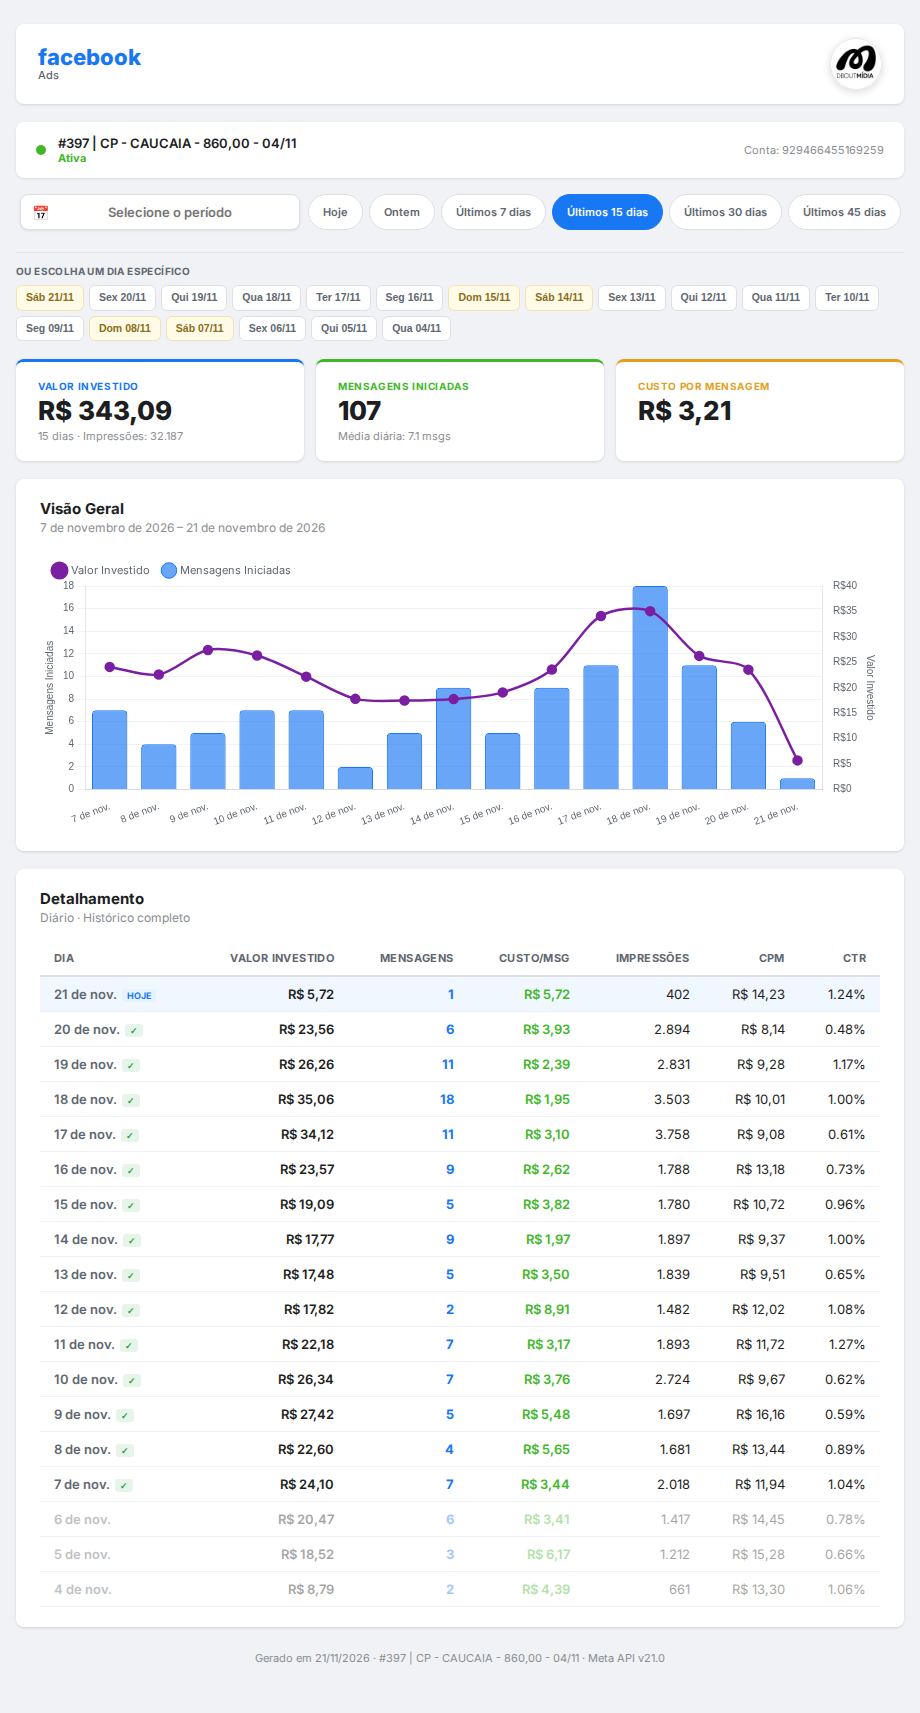 facebook
Ads
DBOUTMÍDIA
#397 | CP - CAUCAIA - 860,00 - 04/11
Ativa
Conta: 929466455169259
Selecione o período
Hoje
Ontem
Últimos 7 dias
Últimos 15 dias
Últimos 30 dias
Últimos 45 dias
OU ESCOLHA UM DIA ESPECÍFICO
Sáb 21/11 Sex 20/11 Qui 19/11 Qua 18/11 Ter 17/11 Seg 16/11 Dom 15/11 Sáb 14/11 Sex 13/11 Qui 12/11 Qua 11/11 Ter 10/11
Seg 09/11 Dom 08/11 Sáb 07/11 Sex 06/11 Qui 05/11 Qua 04/11
VALOR INVESTIDO
R$ 343,09
15 dias · Impressões: 32.187
MENSAGENS INICIADAS
107
Média diária: 7.1 msgs
CUSTO POR MENSAGEM
R$ 3,21
Visão Geral
7 de novembro de 2026 – 21 de novembro de 2026
Valor Investido Mensagens Iniciadas
Mensagens Iniciadas
18
16
14
12
10
8
6
4
2
0
R$40
R$35
R$30
R$25
R$20
R$15
R$10
R$5
R$0
Valor Investido
7 de nov. 8 de nov. 9 de nov. 10 de nov. 11 de nov. 12 de nov. 13 de nov. 14 de nov. 15 de nov. 16 de nov. 17 de nov. 18 de nov. 19 de nov. 20 de nov. 21 de nov.
Detalhamento
Diário · Histórico completo
DIA VALOR INVESTIDO MENSAGENS CUSTO/MSG IMPRESSÕES CPM CTR
21 de nov. HOJE R$ 5,72 1 R$ 5,72 402 R$ 14,23 1.24%
20 de nov. ✓ R$ 23,56 6 R$ 3,93 2.894 R$ 8,14 0.48%
19 de nov. ✓ R$ 26,26 11 R$ 2,39 2.831 R$ 9,28 1.17%
18 de nov. ✓ R$ 35,06 18 R$ 1,95 3.503 R$ 10,01 1.00%
17 de nov. ✓ R$ 34,12 11 R$ 3,10 3.758 R$ 9,08 0.61%
16 de nov. ✓ R$ 23,57 9 R$ 2,62 1.788 R$ 13,18 0.73%
15 de nov. ✓ R$ 19,09 5 R$ 3,82 1.780 R$ 10,72 0.96%
14 de nov. ✓ R$ 17,77 9 R$ 1,97 1.897 R$ 9,37 1.00%
13 de nov. ✓ R$ 17,48 5 R$ 3,50 1.839 R$ 9,51 0.65%
12 de nov. ✓ R$ 17,82 2 R$ 8,91 1.482 R$ 12,02 1.08%
11 de nov. ✓ R$ 22,18 7 R$ 3,17 1.893 R$ 11,72 1.27%
10 de nov. ✓ R$ 26,34 7 R$ 3,76 2.724 R$ 9,67 0.62%
9 de nov. ✓ R$ 27,42 5 R$ 5,48 1.697 R$ 16,16 0.59%
8 de nov. ✓ R$ 22,60 4 R$ 5,65 1.681 R$ 13,44 0.89%
7 de nov. ✓ R$ 24,10 7 R$ 3,44 2.018 R$ 11,94 1.04%
6 de nov. R$ 20,47 6 R$ 3,41 1.417 R$ 14,45 0.78%
5 de nov. R$ 18,52 3 R$ 6,17 1.212 R$ 15,28 0.66%
4 de nov. R$ 8,79 2 R$ 4,39 661 R$ 13,30 1.06%
Gerado em 21/11/2026 · #397 | CP - CAUCAIA - 860,00 - 04/11 · Meta API v21.0